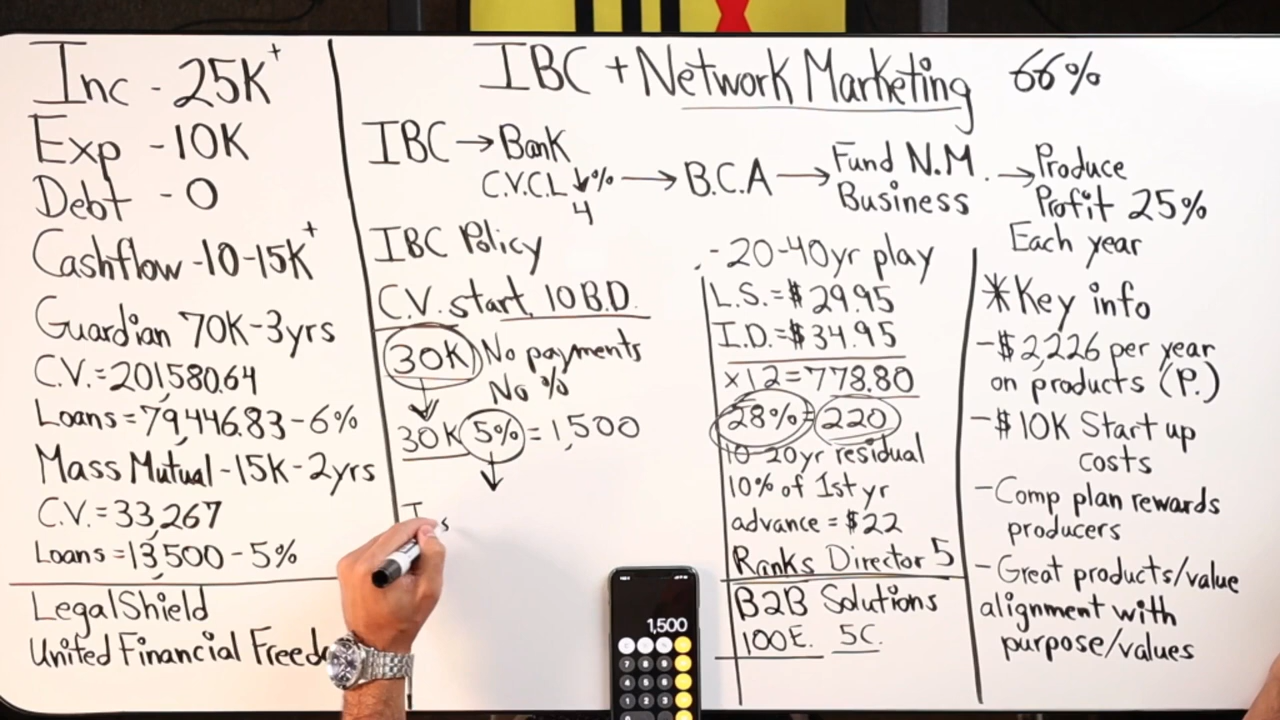 Inc - 25K+
Exp - 10K
Debt - 0
Cashflow - 10-15K+
Guardian 70K - 3yrs
C.V. = 201,580.64
Loans = 79,446.83 - 6%
Mass Mutual - 15K - 2yrs
C.V. = 33,267
Loans = 13,500 - 5%
LegalShield
United Financial Freed
IBC + Network Marketing 66%
IBC → Bank
C.V.C.L ↓% → B.C.A → Fund N.M. Business → Produce Profit 25% Each year
4
IBC Policy
C.V. start 10 B.D.
30K No payments
No %
30K 5% = 1,500
I
s
- 20-40yr play
L.S. = $29.95
I.D. = $34.95
x12 = 778.80
28% = 220
10-20yr residual
10% of 1st yr
advance = $22
Ranks Director 5
B2B Solutions
100E. 5C.
*Key info
- $2,226 per year
on products (P.)
- $10K Start up
costs
- Comp plan rewards
producers
- Great products/value
alignment with
purpose/values
1,500